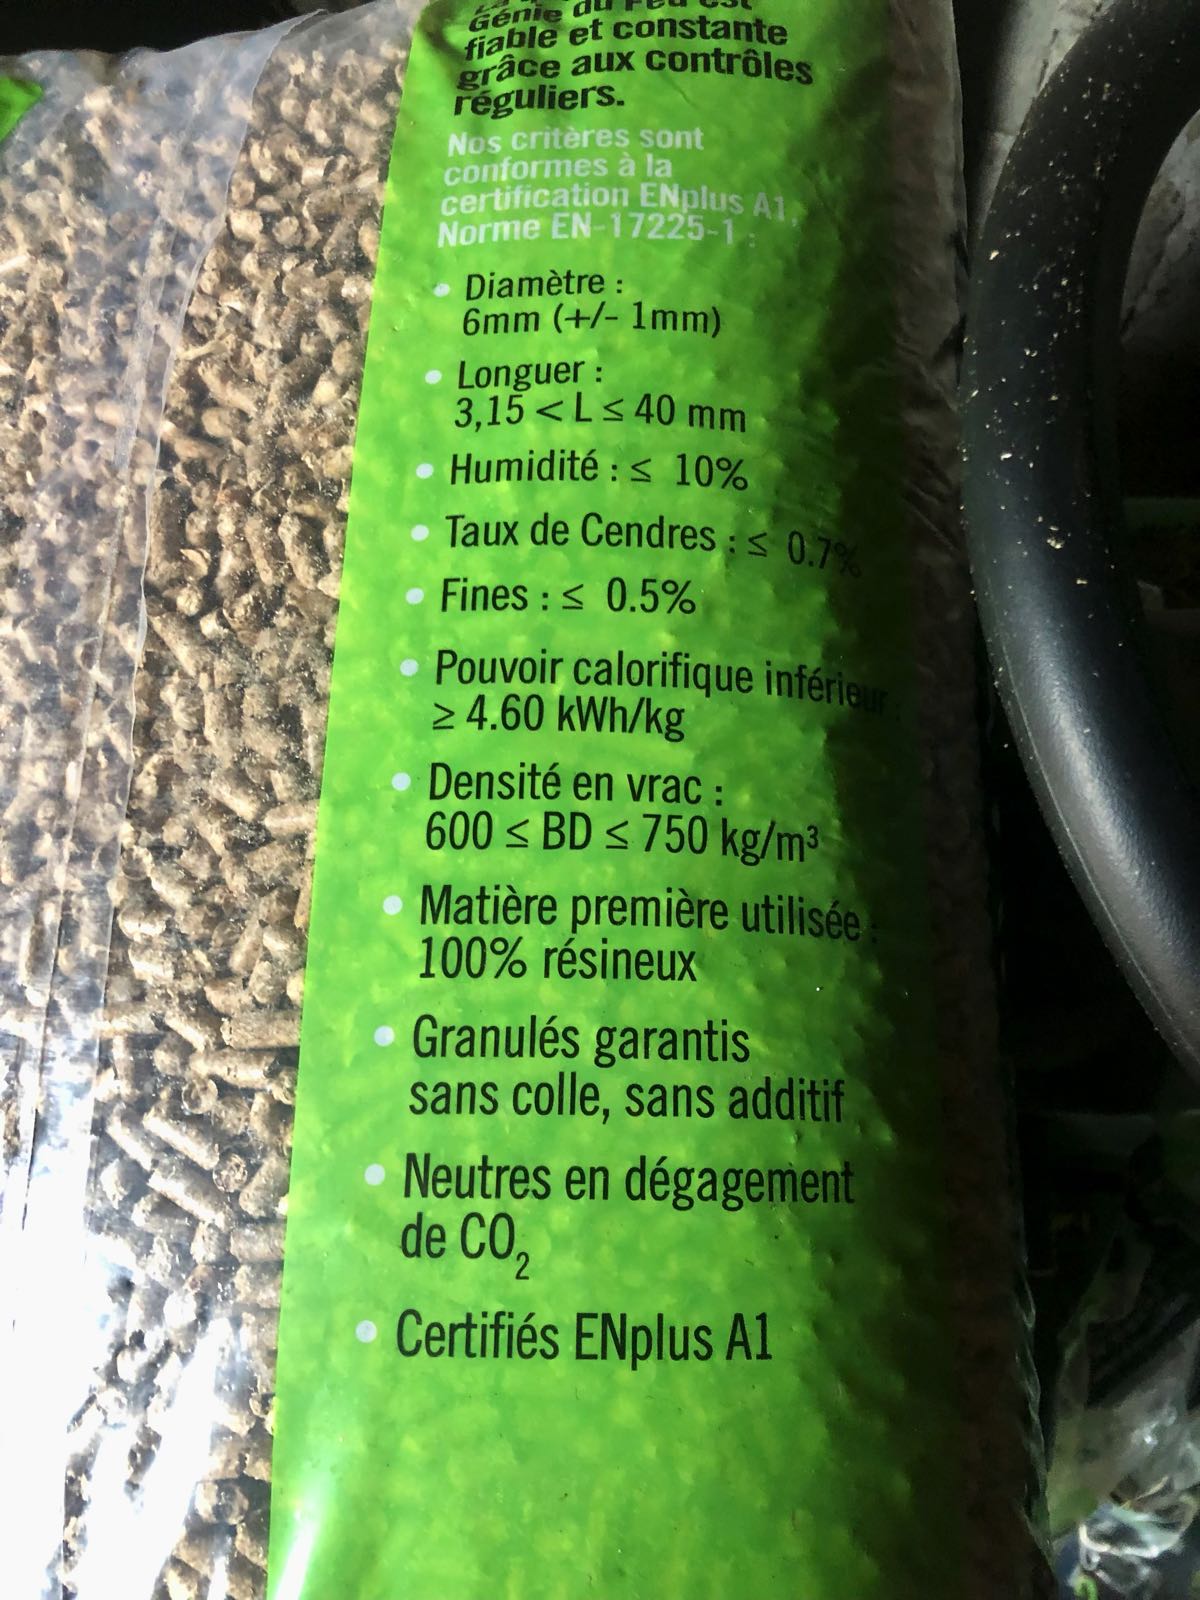 Génie du Feu est
fiable et constante
grâce aux contrôles
réguliers.
Nos critères sont
conformes à la
certification ENplus A1,
Norme EN-17225-1 :
• Diamètre :
6mm (+/- 1mm)
• Longuer :
3,15 < L ≤ 40 mm
• Humidité : ≤ 10%
• Taux de Cendres : ≤ 0.7%
• Fines : ≤ 0.5%
• Pouvoir calorifique inférieur :
≥ 4.60 kWh/kg
• Densité en vrac :
600 ≤ BD ≤ 750 kg/m³
• Matière première utilisée :
100% résineux
• Granulés garantis
sans colle, sans additif
• Neutres en dégagement
de CO₂
• Certifiés ENplus A1